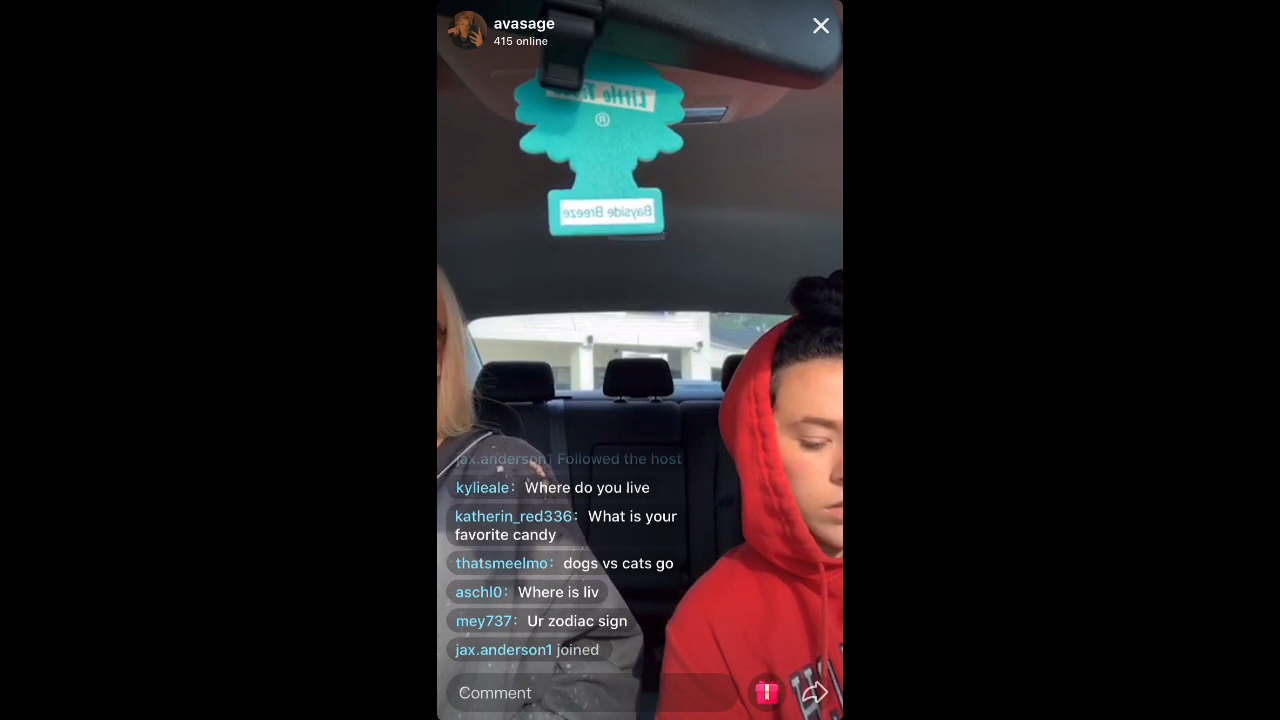 avasage
415 online
Little
®
Bayside Breeze
jax.anderson1 Followed the host
kylieale: Where do you live
katherin_red336: What is your
favorite candy
thatsmeelmo: dogs vs cats go
aschl0: Where is liv
mey737: Ur zodiac sign
jax.anderson1 joined
Comment